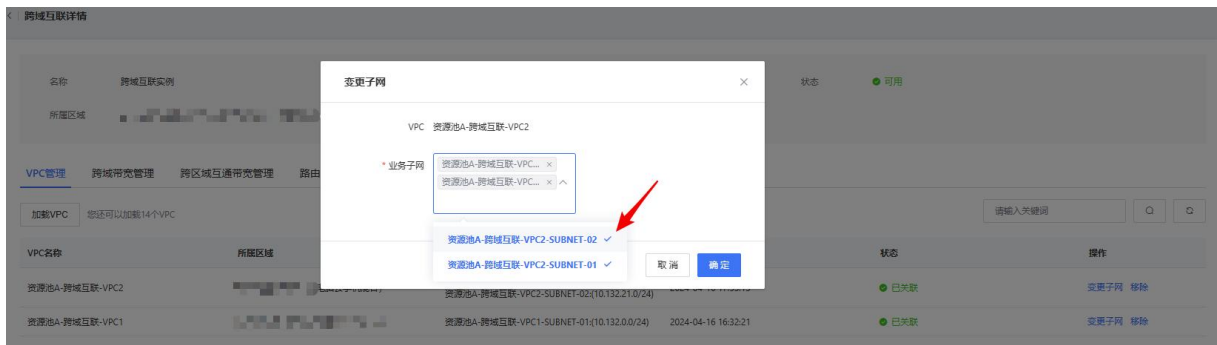 跨域互联详情
名称 跨域互联实例
状态 可用
所属区域
变更子网
VPC 资源池A-跨域互联-VPC2
* 业务子网 资源池A-跨域互联-VPC... ×
资源池A-跨域互联-VPC... ×
资源池A-跨域互联-VPC2-SUBNET-02
资源池A-跨域互联-VPC2-SUBNET-01
取消 确定
VPC管理 跨域带宽管理 跨区域互通带宽管理 路由
加载VPC 您还可以加载14个VPC 请输入关键词
VPC名称 所属区域 状态 操作
资源池A-跨域互联-VPC2 资源池A-跨域互联-VPC2-SUBNET-02:(10.132.21.0/24) 已关联 变更子网 移除
资源池A-跨域互联-VPC1 资源池A-跨域互联-VPC1-SUBNET-01:(10.132.0.0/24) 2024-04-16 16:32:21 已关联 变更子网 移除